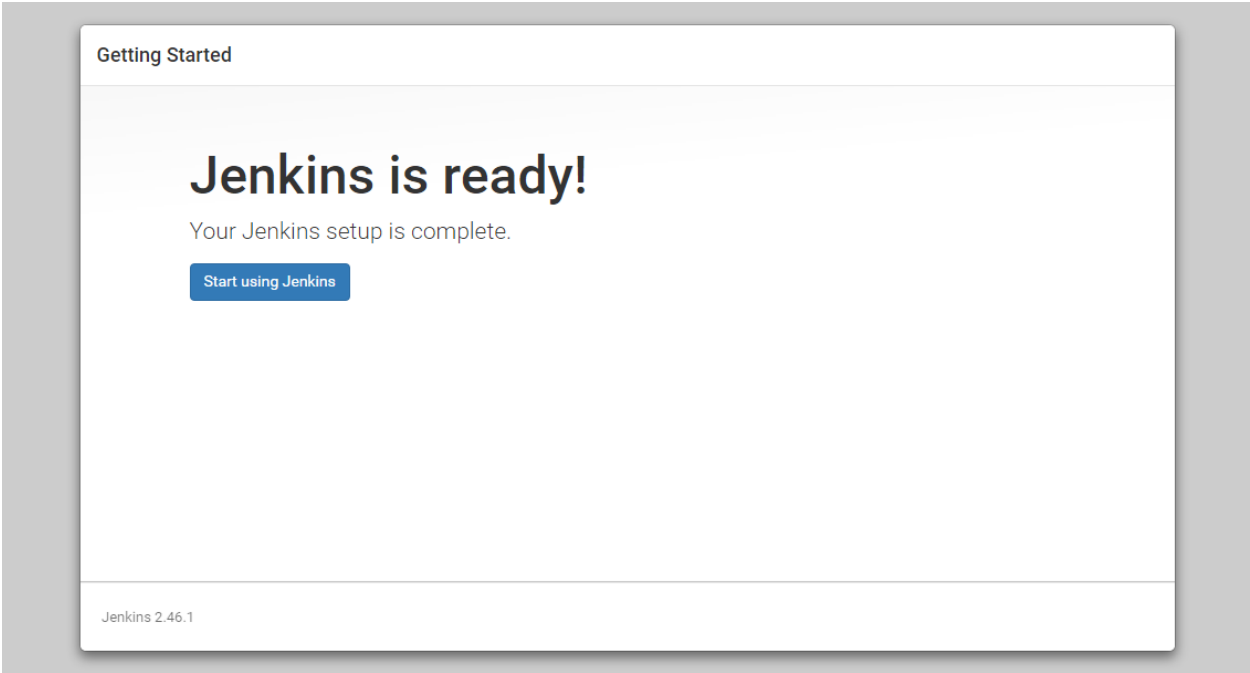 Getting Started
Jenkins is ready!
Your Jenkins setup is complete.
Start using Jenkins
Jenkins 2.46.1